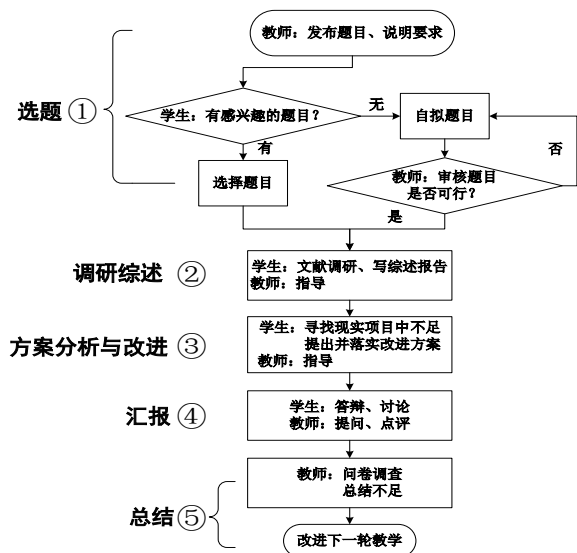 教师：发布题目、说明要求
选题 ①
学生：有感兴趣的题目？
无
自拟题目
有
否
选择题目
教师：审核题目
是否可行？
是
调研综述 ②
学生：文献调研、写综述报告
教师：指导
方案分析与改进 ③
学生：寻找现实项目中不足
提出并落实改进方案
教师：指导
汇报 ④
学生：答辩、讨论
教师：提问、点评
教师：问卷调查
总结不足
总结 ⑤
改进下一轮教学